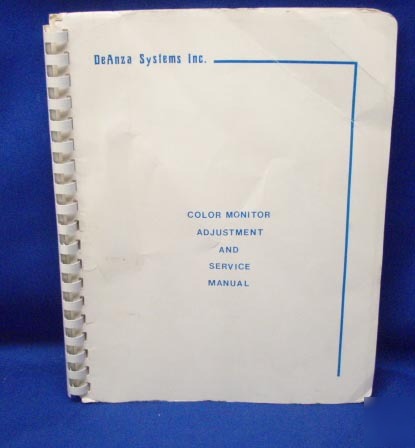 DeAnza Systems Inc.
COLOR MONITOR
ADJUSTMENT
AND
SERVICE
MANUAL